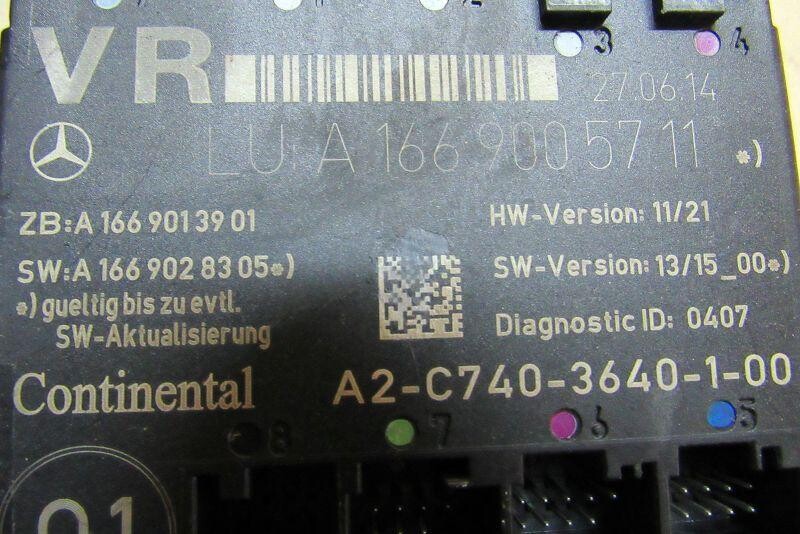 3 4
VR 27.06.14
LU: A 166 900 57 11 *)
ZB:A 166 901 39 01
HW-Version: 11/21
SW:A 166 902 83 05*)
SW-Version: 13/15_00*)
*) gueltig bis zu evtl.
SW-Aktualisierung
Diagnostic ID: 0407
Continental
A2-C740-3640-1-00
8 7 6 5
01